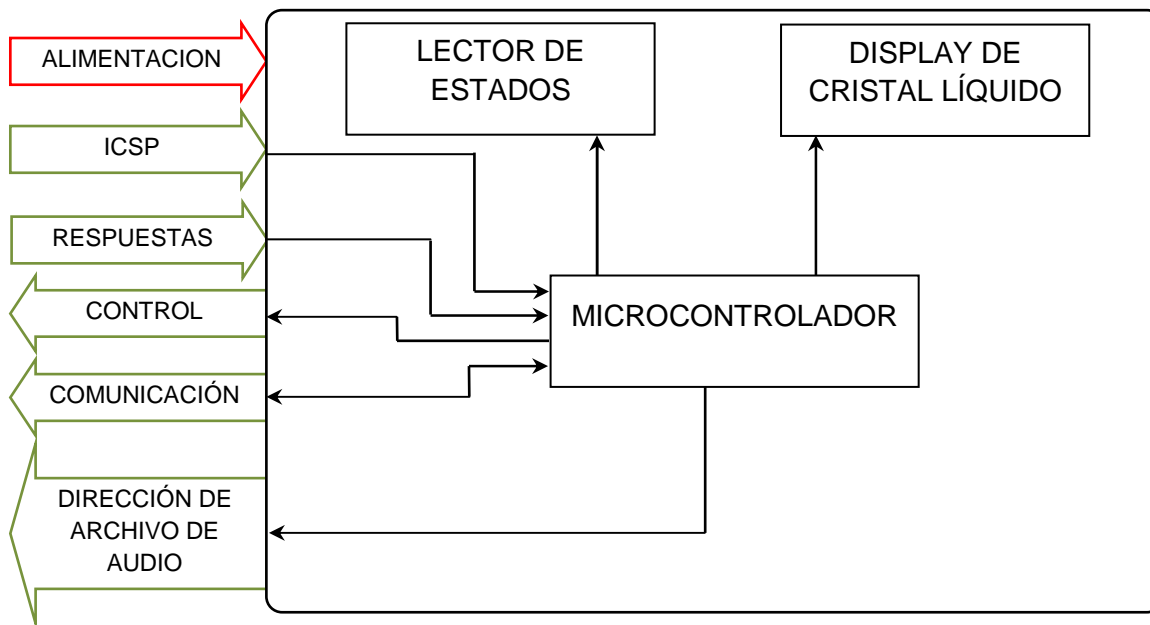 ALIMENTACION
ICSP
RESPUESTAS
CONTROL
COMUNICACIÓN
DIRECCIÓN DE
ARCHIVO DE
AUDIO
LECTOR DE
ESTADOS
DISPLAY DE
CRISTAL LÍQUIDO
MICROCONTROLADOR